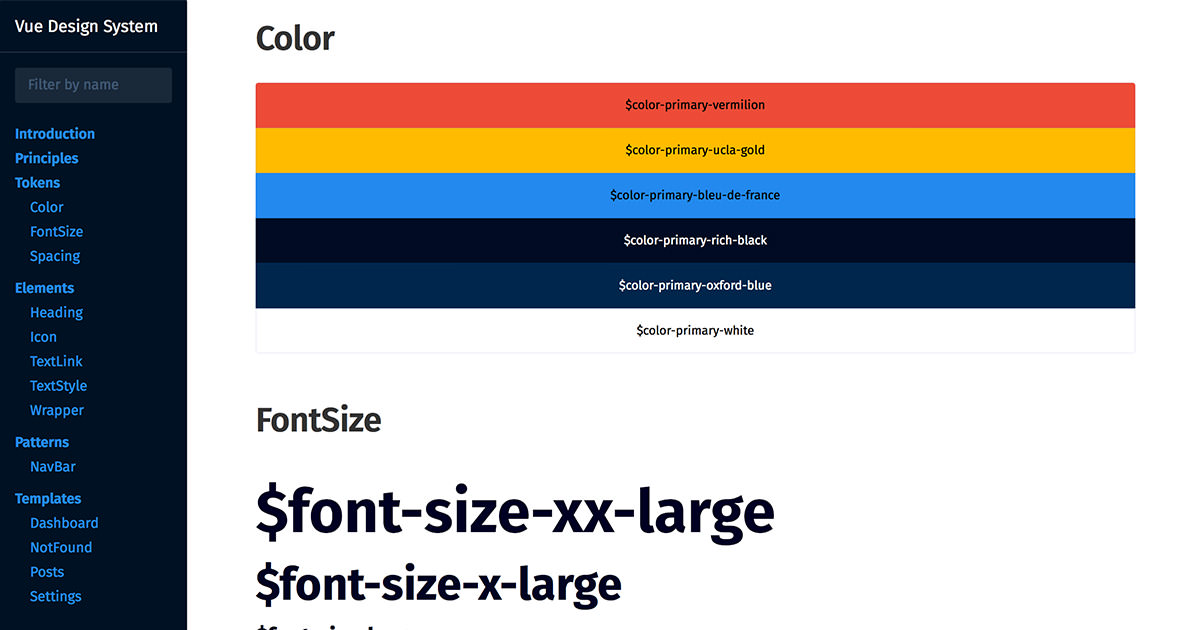 Vue Design System
Filter by name
Introduction
Principles
Tokens
Color
FontSize
Spacing
Elements
Heading
Icon
TextLink
TextStyle
Wrapper
Patterns
NavBar
Templates
Dashboard
NotFound
Posts
Settings
Color
$color-primary-vermilion
$color-primary-ucla-gold
$color-primary-bleu-de-france
$color-primary-rich-black
$color-primary-oxford-blue
$color-primary-white
FontSize
$font-size-xx-large
$font-size-x-large